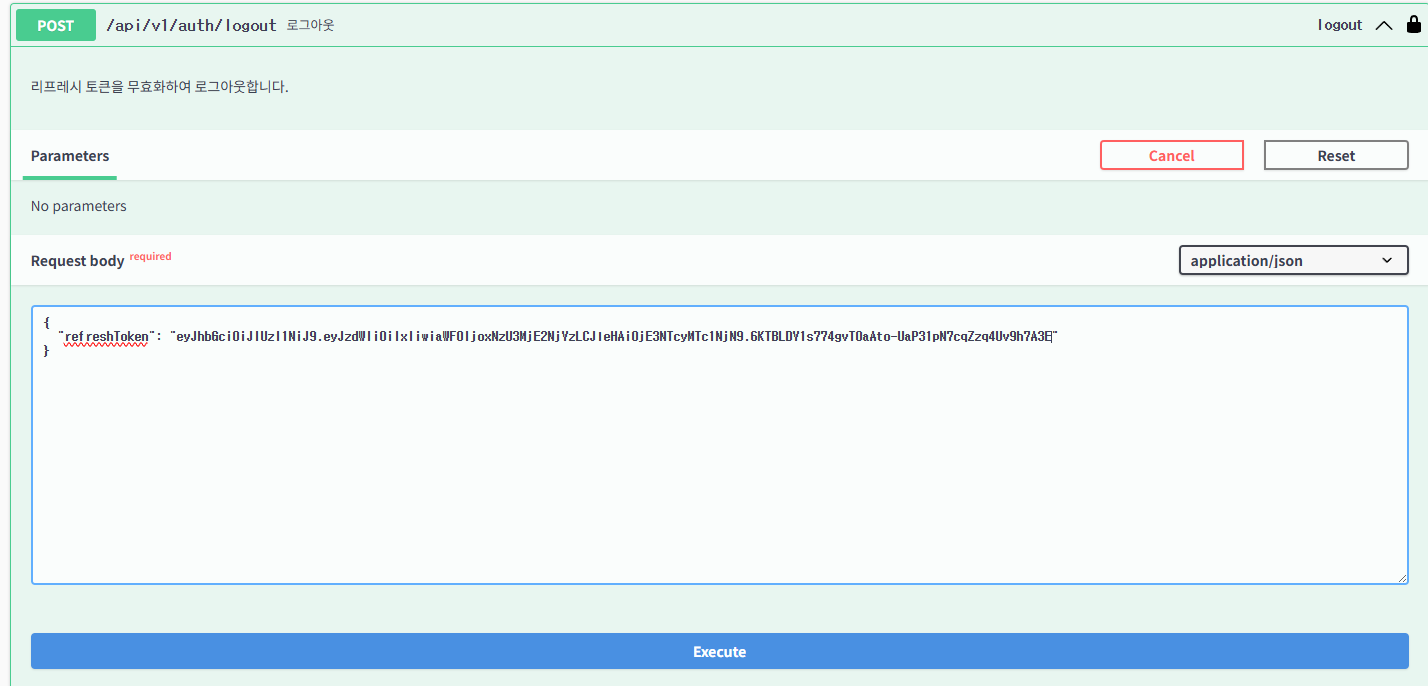 POST /api/v1/auth/logout 로그아웃 logout
리프레시 토큰을 무효화하여 로그아웃합니다.
Parameters Cancel Reset
No parameters
Request body required application/json
{
"refreshToken": "eyJhbGciOiJIUzI1NiJ9.eyJzdWIiOiIxIiwiaWF0IjoxNzU3MjE2NjYzLCJleHAiOjE3NTcyMTc1NjN9.6KTBLDY1s774gvT0aAto-UaP31pN7cqZzq4Uv9h7A3E"
}
Execute